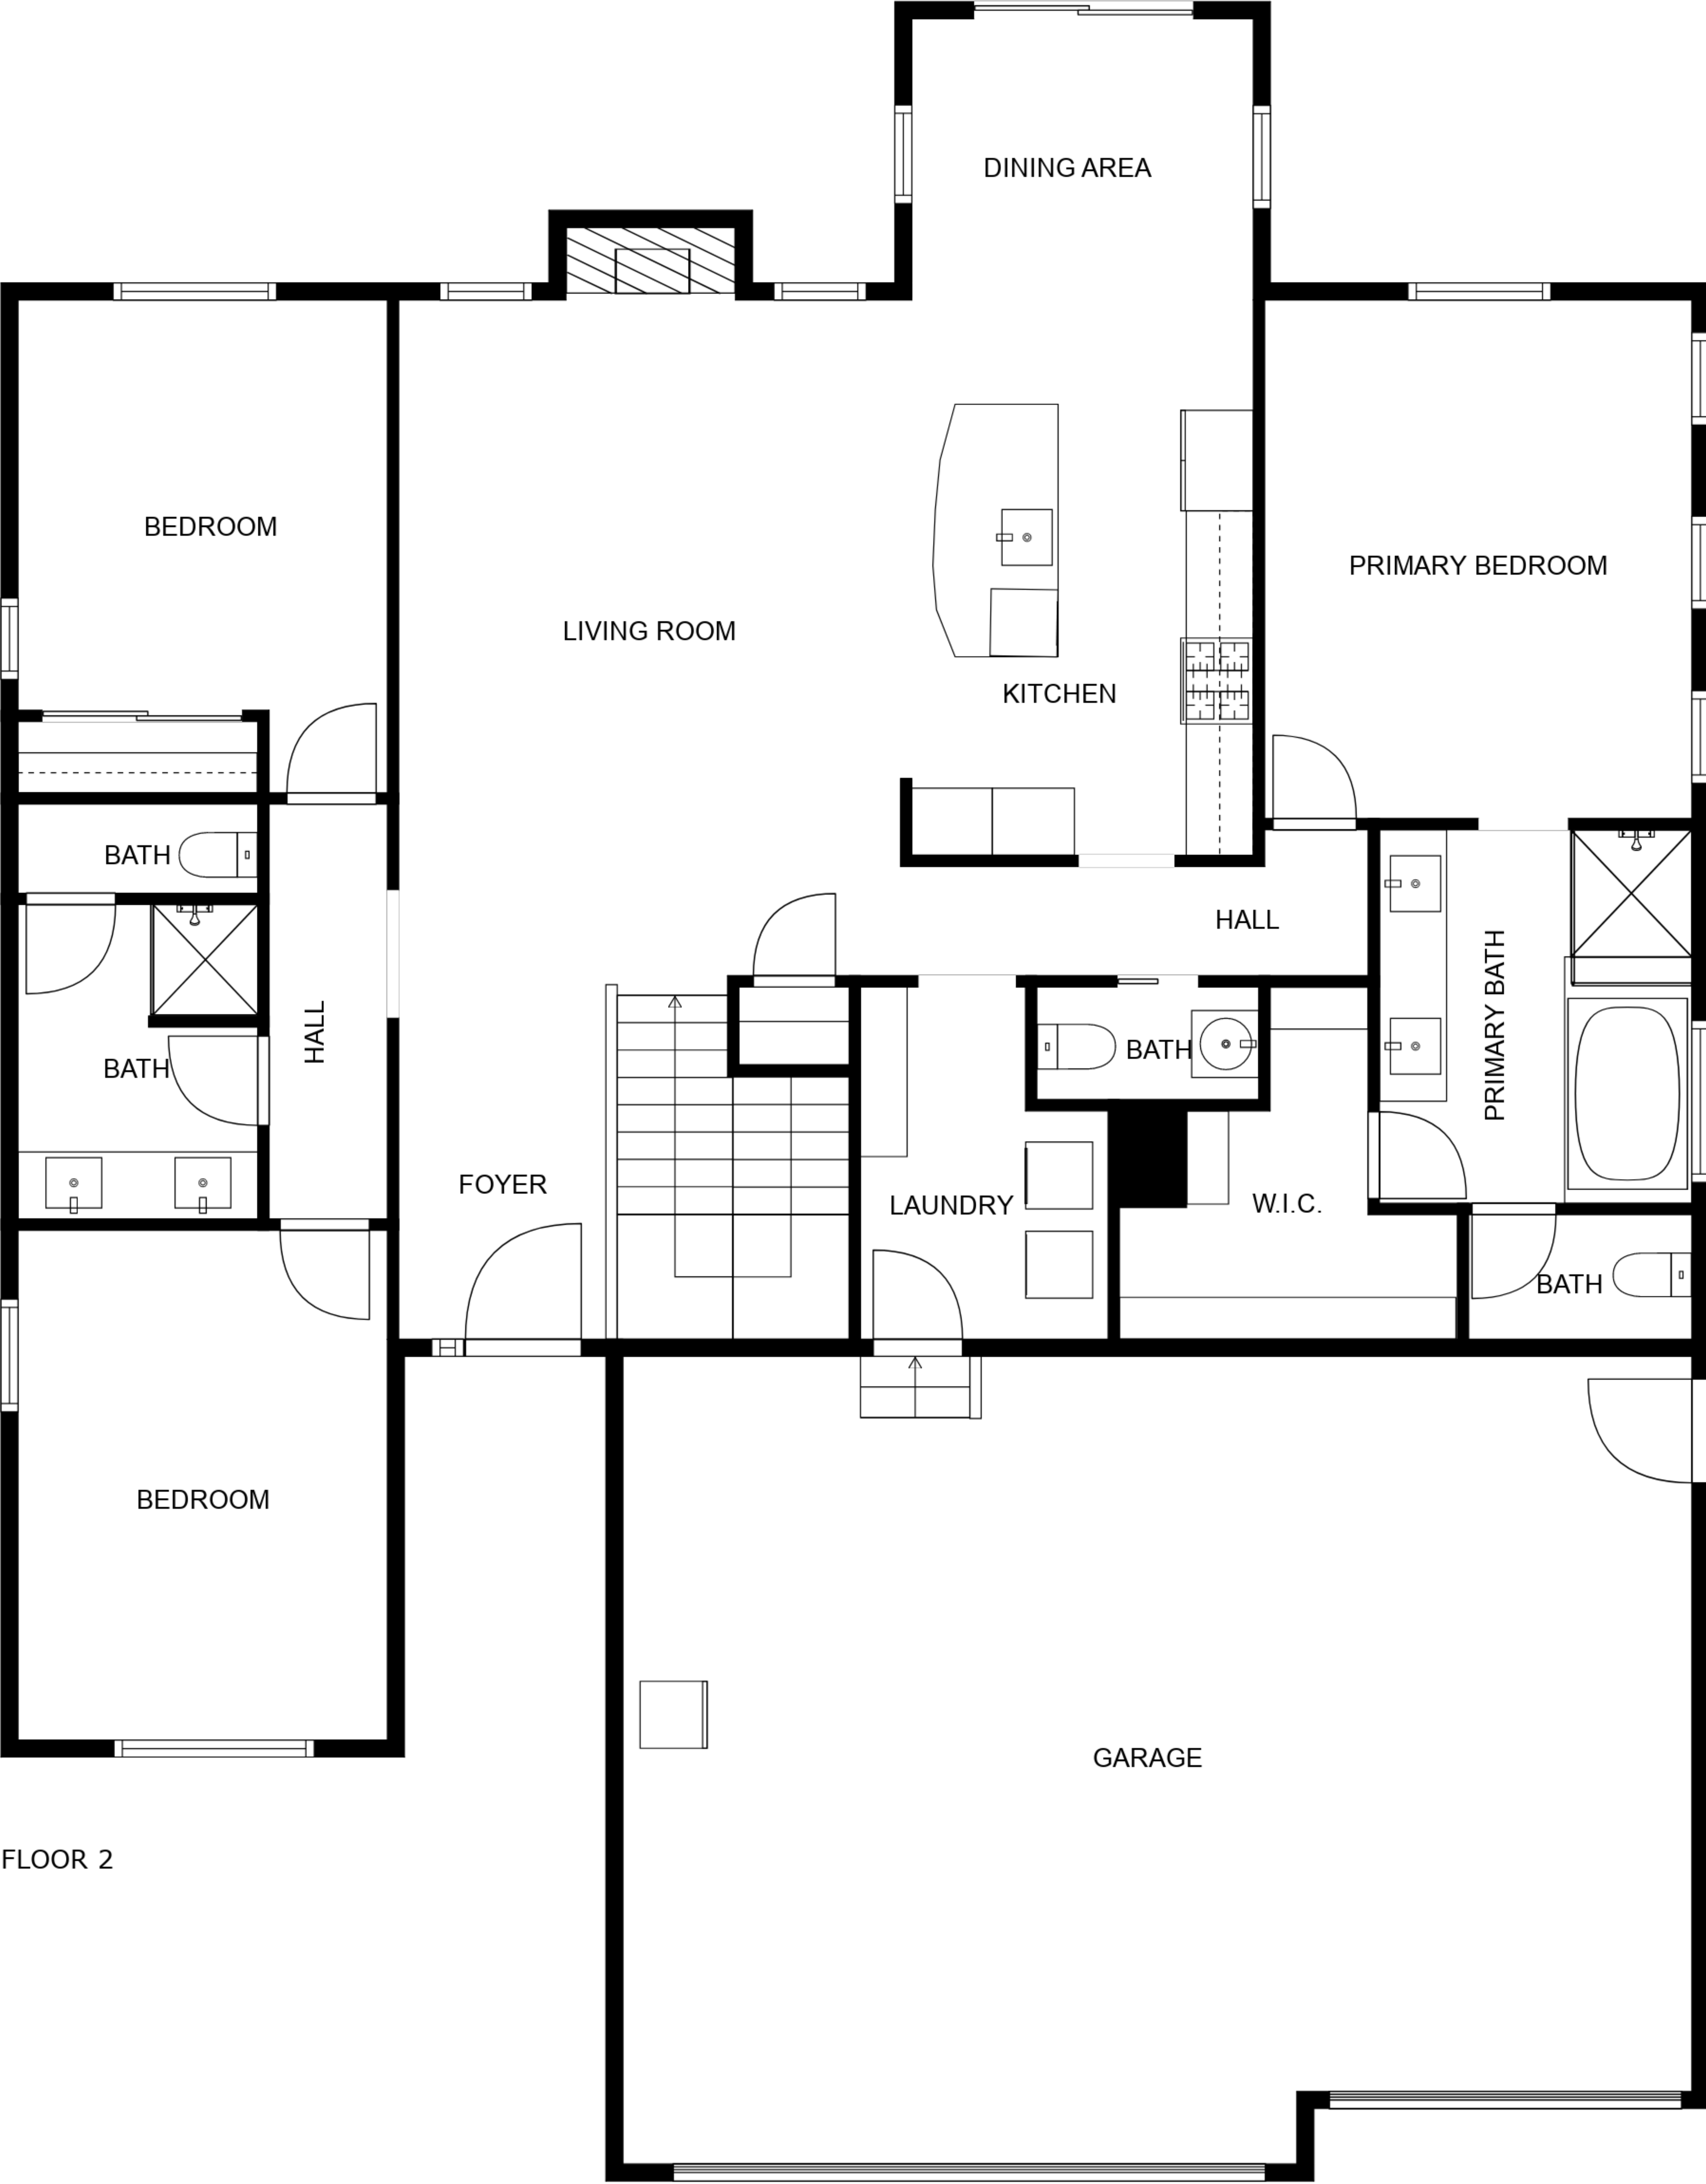 DINING AREA
BEDROOM
PRIMARY BEDROOM
LIVING ROOM
KITCHEN
BATH
HALL
HALL
PRIMARY BATH
BATH
BATH
FOYER
LAUNDRY
W.I.C.
BATH
BEDROOM
GARAGE
FLOOR 2